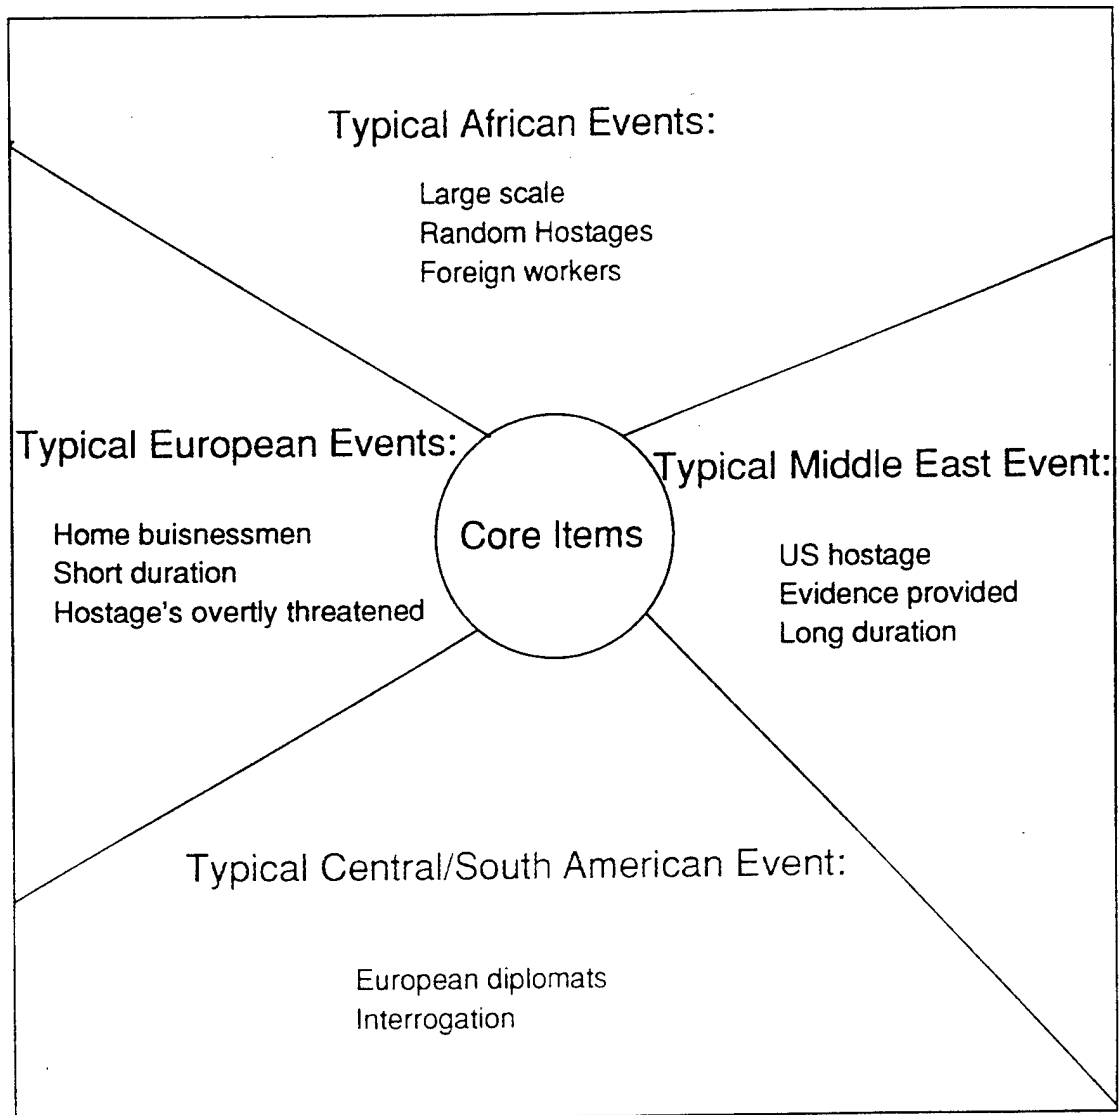 Typical African Events:
Large scale
Random Hostages
Foreign workers
Typical European Events:
Home buisnessmen
Short duration
Hostage's overtly threatened
Core Items
Typical Middle East Event:
US hostage
Evidence provided
Long duration
Typical Central/South American Event:
European diplomats
Interrogation